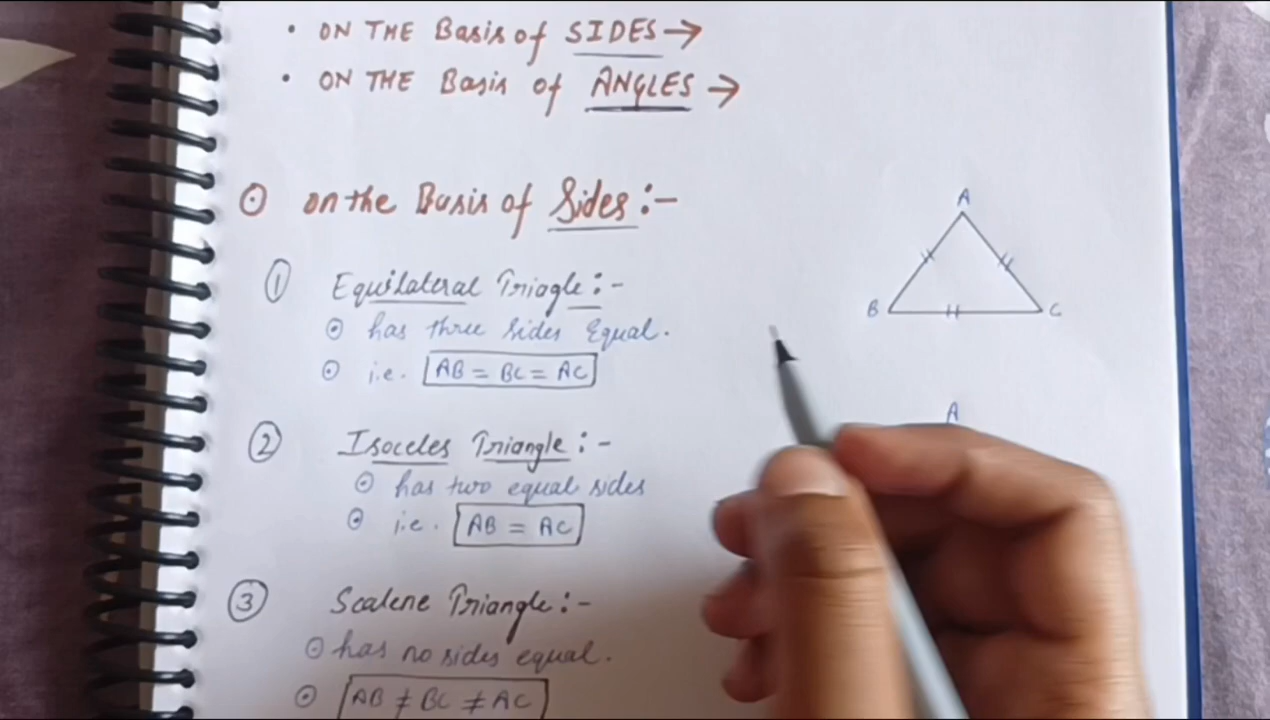 • ON THE Basis of SIDES →
• ON THE Basis of ANGLES →
⊙ on the Basis of Sides :-
A
B
C
① Equilateral Triagle :-
⊙ has three sides Equal.
⊙ i.e. AB = BC = AC
A
② Isoceles Triangle :-
⊙ has two equal sides
⊙ i.e. AB = AC
③ Scalene Triangle :-
⊙ has no sides equal.
⊙ AB ≠ BC ≠ AC